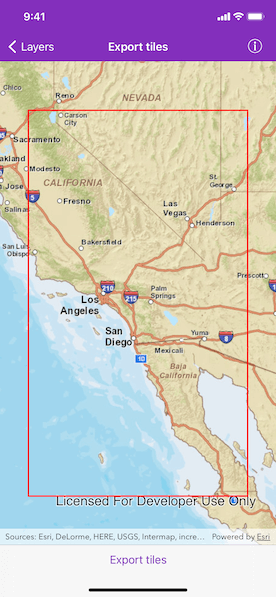 9:41
Layers
Export tiles
Chico
Reno
NEVADA
Carson
City
Sacramento
akland
Modesto
St.
George
n Jose
CALIFORNIA
5
Fresno
Las
Vegas
Salinas
Henderson
San Luis
Obispo
Bakersfield
Prescott
210
215
Palm
Springs
Los
Angeles
San
Diego
Yuma
8
Mexicali
10
Baja
California
Licensed For Developer Use Only
Sources: Esri, DeLorme, HERE, USGS, Intermap, incre...
Powered by Esri
Export tiles